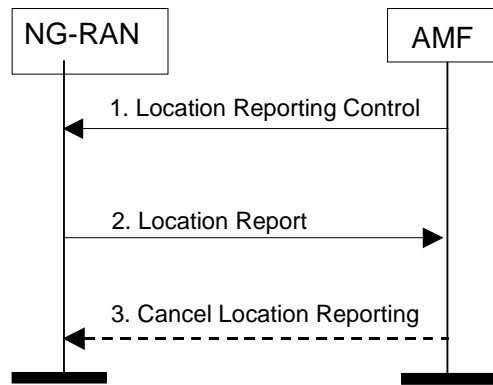 NG-RAN
AMF
1. Location Reporting Control
2. Location Report
3. Cancel Location Reporting